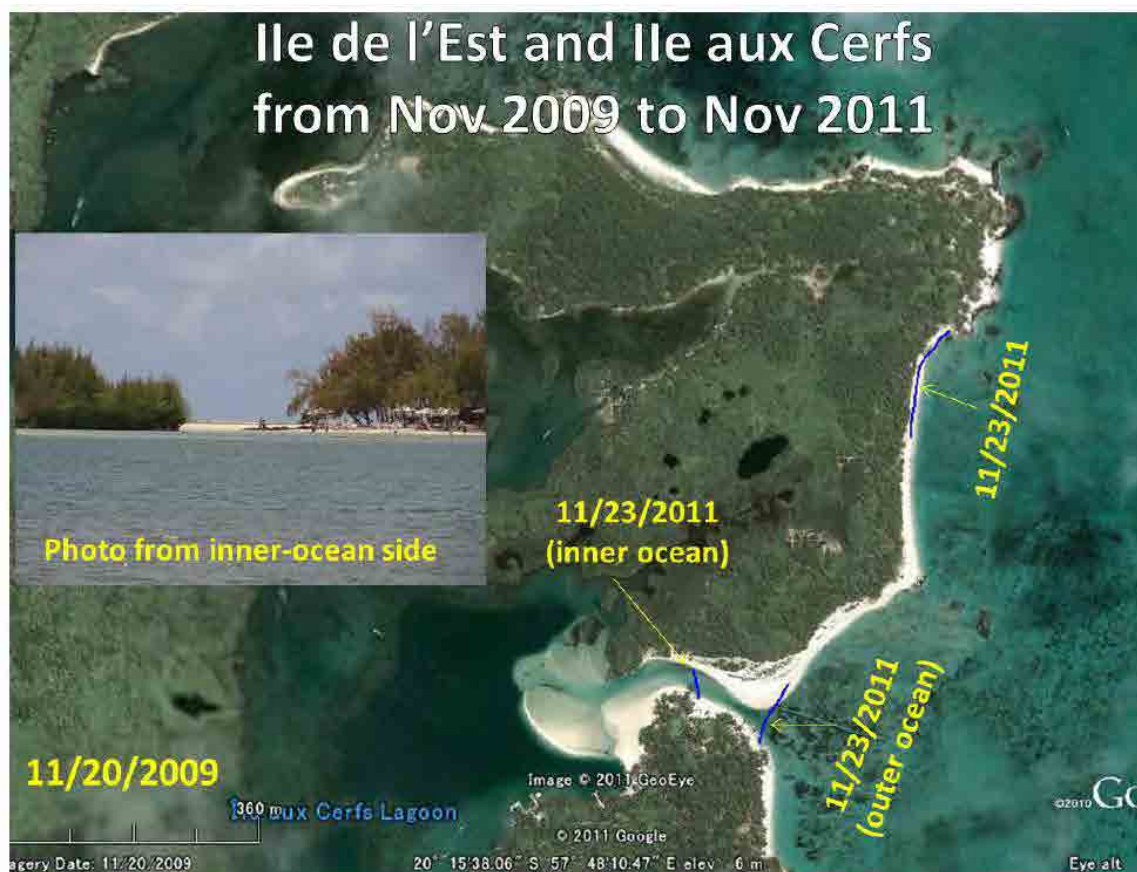 Ile de l'Est and Ile aux Cerfs
from Nov 2009 to Nov 2011
11/23/2011
11/23/2011
(inner ocean)
Photo from inner-ocean side
11/23/2011
(outer ocean)
11/20/2009
Image © 2011 GeoEye
360 m
aux Cerfs Lagoon
© 2011 Google
©2010 Go
agery Date: 11/20/2009
20° 15'38.06" S 57° 48'10.47" E elev 6 m
Eye alt